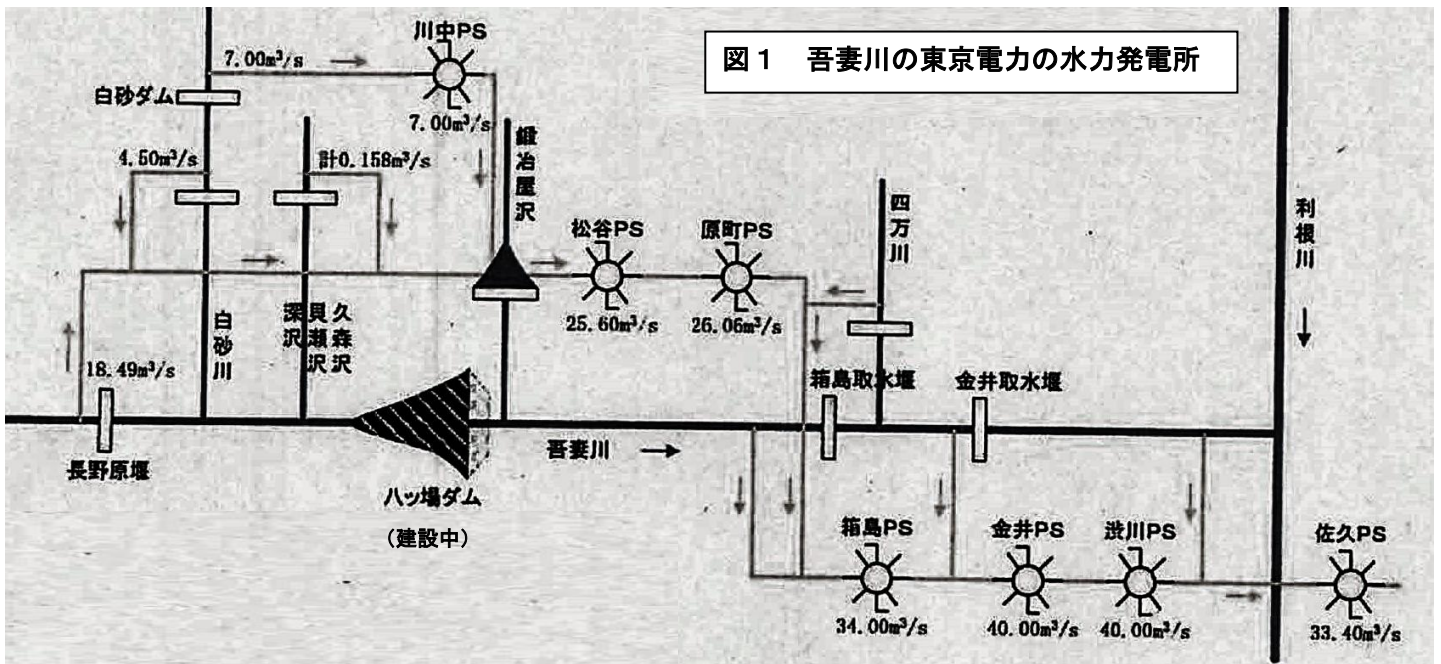 図１　吾妻川の東京電力の水力発電所
川中PS
7.00m³/s
白砂ダム
7.00m³/s
4.50m³/s
計0.158m³/s
鍛冶屋沢
松谷PS
原町PS
四万川
利根川
25.60m³/s
26.06m³/s
白砂川
深沢
貝瀬沢
久森沢
18.49m³/s
箱島取水堰
金井取水堰
長野原堰
吾妻川
八ッ場ダム
（建設中）
箱島PS
金井PS
渋川PS
佐久PS
34.00m³/s
40.00m³/s
40.00m³/s
33.40m³/s